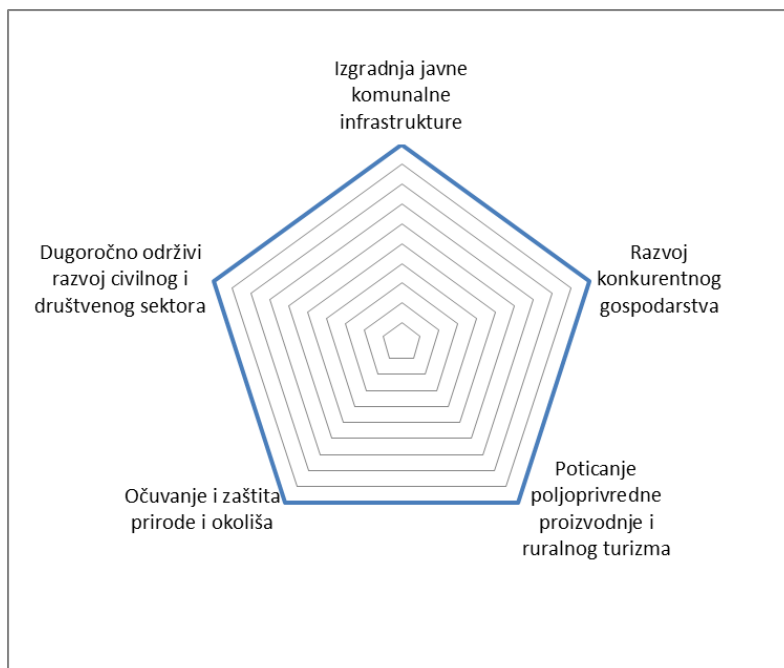 Izgradnja javne
komunalne
infrastrukture
Razvoj
konkurentnog
gospodarstva
Poticanje
poljoprivredne
proizvodnje i
ruralnog turizma
Očuvanje i zaštita
prirode i okoliša
Dugoročno održivi
razvoj civilnog i
društvenog sektora